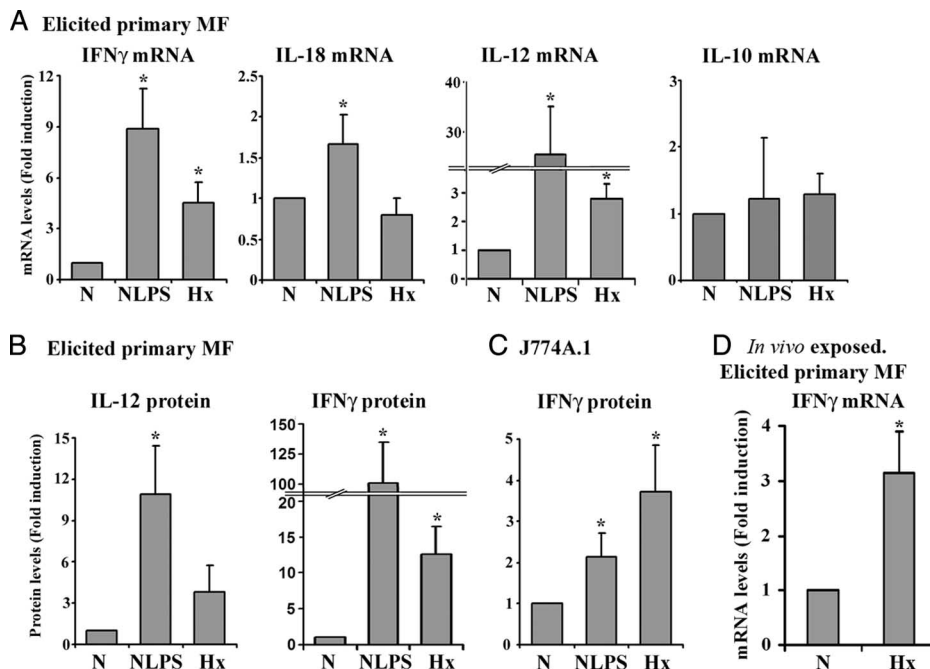 A Elicited primary MF
IFNγ mRNA
IL-18 mRNA
IL-12 mRNA
IL-10 mRNA
mRNA levels (Fold induction)
12
9
6
3
0
*
*
N NLPS Hx
2.5
2
1.5
1
0.5
*
N NLPS Hx
40
30
3
1
0
*
*
N NLPS Hx
3
2
1
0
N NLPS Hx
B Elicited primary MF
IL-12 protein
IFNγ protein
Protein levels (Fold induction)
15
12
9
6
3
0
*
N NLPS Hx
150
125
100
75
20
15
10
5
0
*
*
N NLPS Hx
C J774A.1
IFNγ protein
5
4
3
2
1
0
*
*
N NLPS Hx
D In vivo exposed.
Elicited primary MF
IFNγ mRNA
mRNA levels (Fold induction)
4
3
2
1
0
*
N Hx